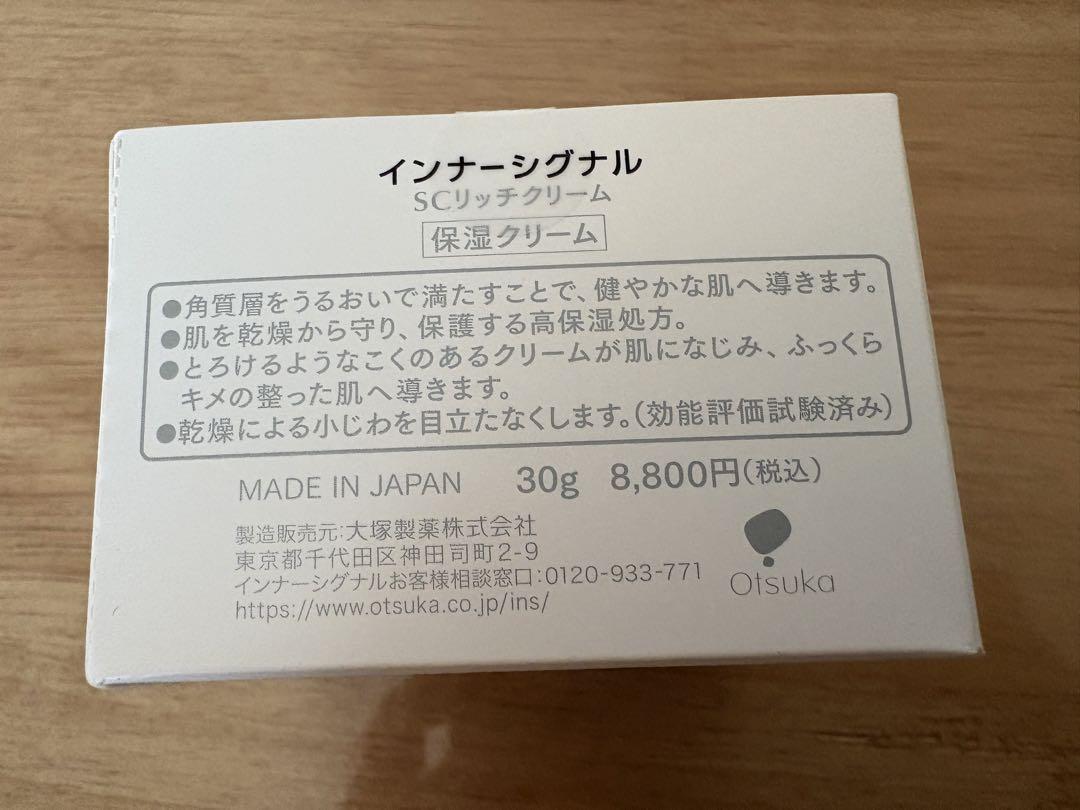 インナーシグナル
SCリッチクリーム
保湿クリーム
●角質層をうるおいで満たすことで、健やかな肌へ導きます。
●肌を乾燥から守り、保護する高保湿処方。
●とろけるようなこくのあるクリームが肌になじみ、ふっくら
キメの整った肌へ導きます。
●乾燥による小じわを目立たなくします。(効能評価試験済み)
MADE IN JAPAN 30g 8,800円(税込)
製造販売元:大塚製薬株式会社
東京都千代田区神田司町2-9
インナーシグナルお客様相談窓口:0120-933-771
https://www.otsuka.co.jp/ins/
Otsuka